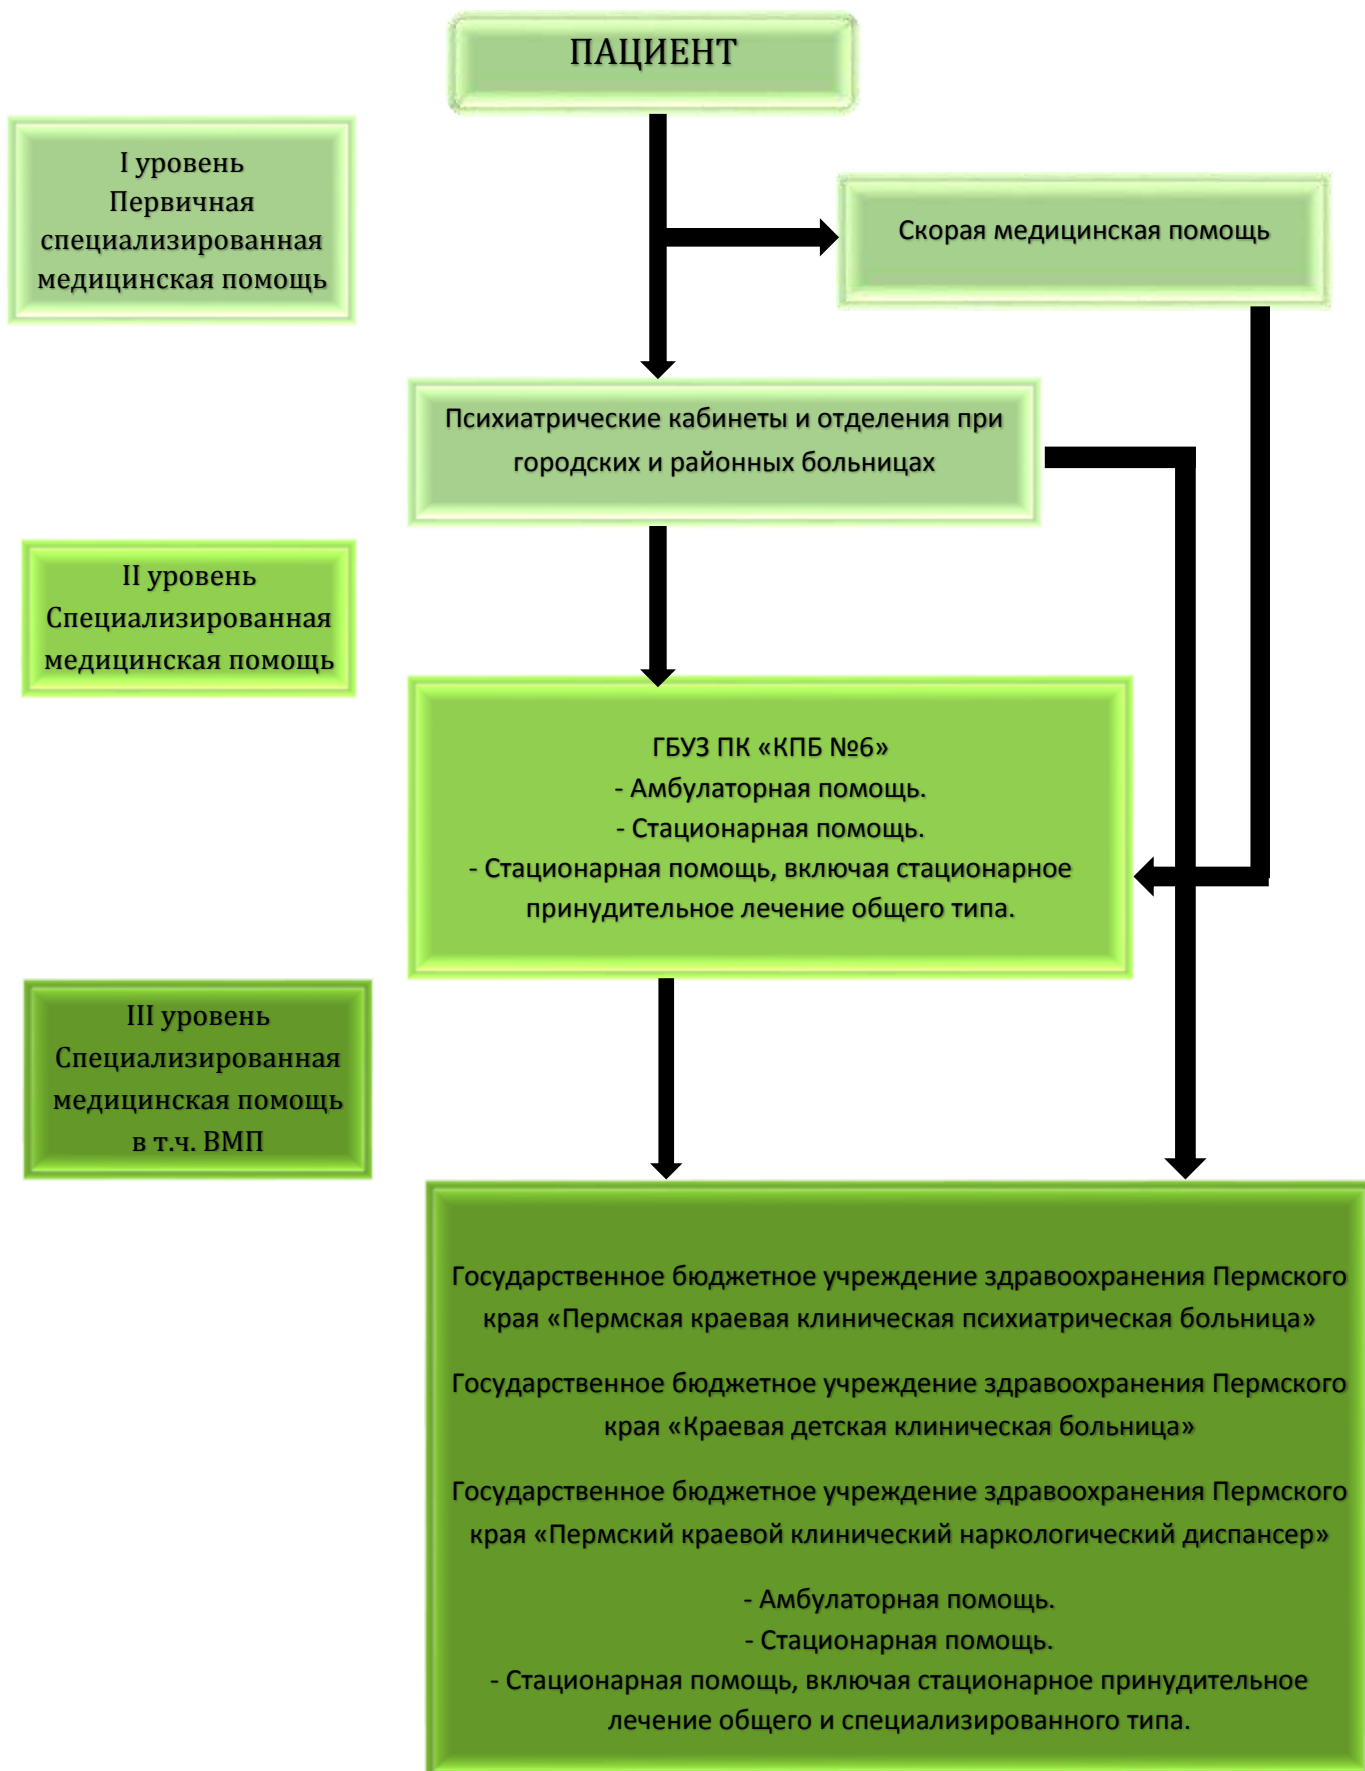 ПАЦИЕНТ
I уровень
Первичная
специализированная
медицинская помощь
Скорая медицинская помощь
Психиатрические кабинеты и отделения при
городских и районных больницах
II уровень
Специализированная
медицинская помощь
ГБУЗ ПК «КПБ №6»
- Амбулаторная помощь.
- Стационарная помощь.
- Стационарная помощь, включая стационарное
принудительное лечение общего типа.
III уровень
Специализированная
медицинская помощь
в т.ч. ВМП
Государственное бюджетное учреждение здравоохранения Пермского
края «Пермская краевая клиническая психиатрическая больница»
Государственное бюджетное учреждение здравоохранения Пермского
края «Краевая детская клиническая больница»
Государственное бюджетное учреждение здравоохранения Пермского
края «Пермский краевой клинический наркологический диспансер»
- Амбулаторная помощь.
- Стационарная помощь.
- Стационарная помощь, включая стационарное принудительное
лечение общего и специализированного типа.